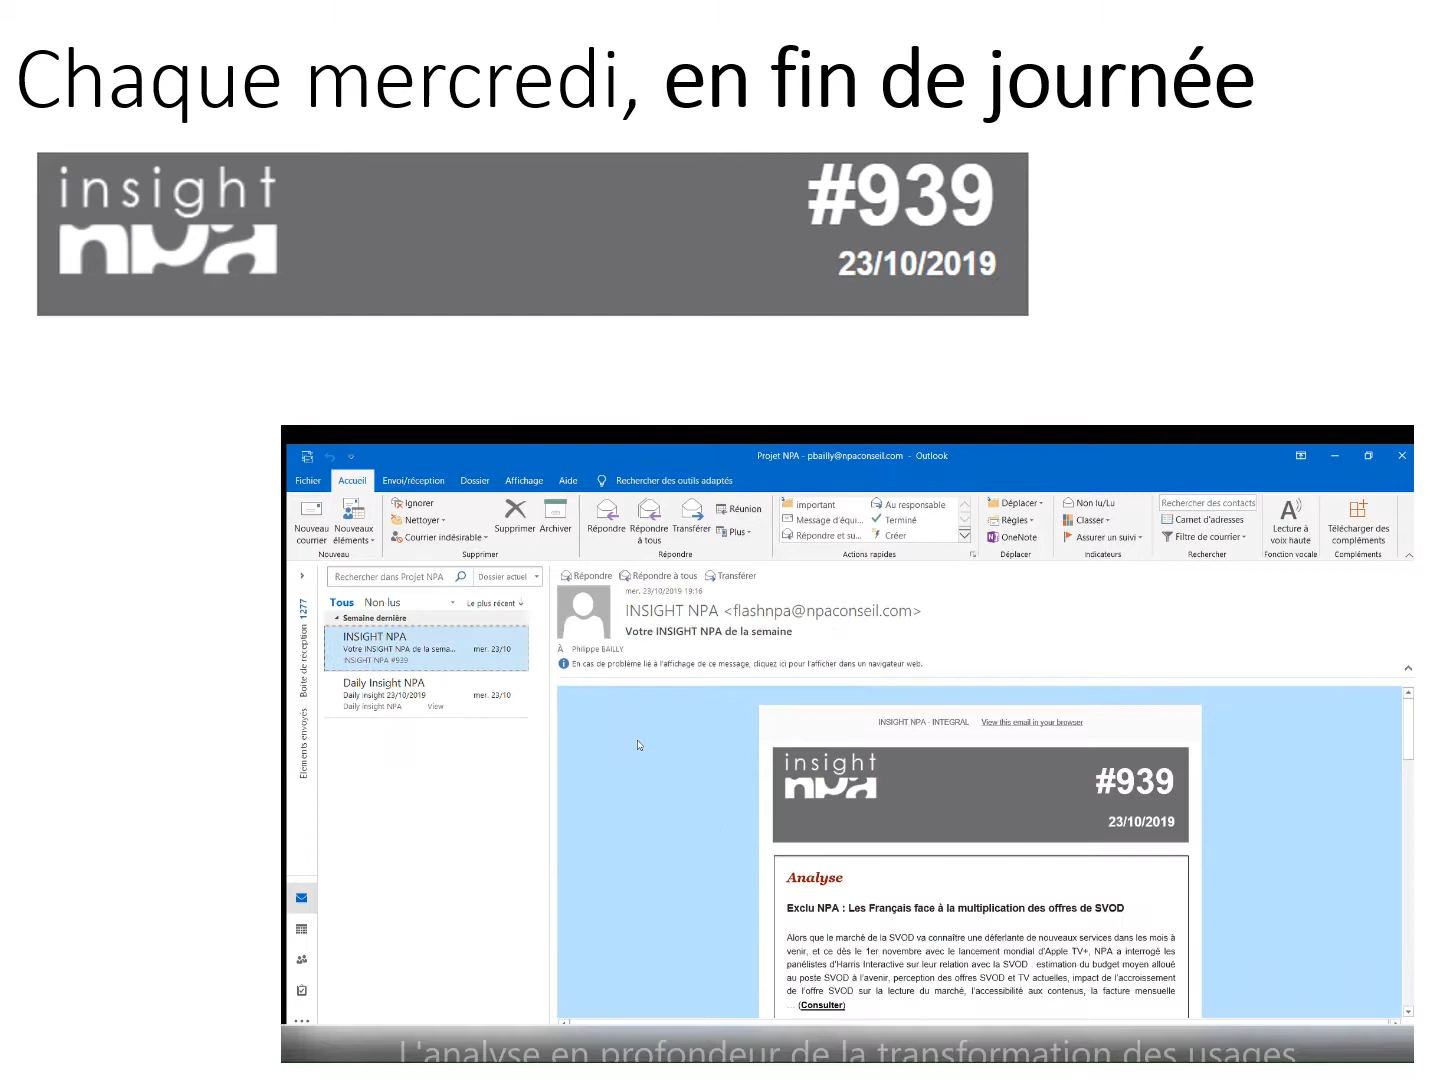 Chaque mercredi, en fin de journée
insight
npa
#939
23/10/2019
Projet NPA - pbailly@npaconseil.com - Outlook
Fichier Accueil Envoi/réception Dossier Affichage Aide Rechercher des outils adaptés
Nouveau courrier
Nouveaux éléments
Nouveau
Ignorer
Nettoyer
Courrier indésirable
Supprimer
Archiver
Supprimer
Répondre
Répondre à tous
Transférer
Réunion
Plus
Répondre
important
Message d'équi...
Répondre et su...
Au responsable
Terminé
Créer
Actions rapides
Déplacer
Règles
OneNote
Déplacer
Non lu/Lu
Classer
Assurer un suivi
Indicateurs
Rechercher des contacts
Carnet d'adresses
Filtre de courrier
Rechercher
Lecture à voix haute
Fonction vocale
Télécharger des compléments
Compléments
Rechercher dans Projet NPA
Dossier actuel
Tous Non lus
Le plus récent
Semaine dernière
INSIGHT NPA
Votre INSIGHT NPA de la sema... mer. 23/10
INSIGHT NPA #939
Daily Insight NPA
Daily insight 23/10/2019 mer. 23/10
Daily insight NPA View
Boîte de réception 1277
Éléments envoyés
Répondre Répondre à tous Transférer
mer. 23/10/2019 19:16
INSIGHT NPA <flashnpa@npaconseil.com>
Votre INSIGHT NPA de la semaine
À Philippe BAILLY
En cas de problème lié à l'affichage de ce message, cliquez ici pour l'afficher dans un navigateur web.
INSIGHT NPA - INTEGRAL View this email in your browser
insight
npa
#939
23/10/2019
Analyse
Exclu NPA : Les Français face à la multiplication des offres de SVOD
Alors que le marché de la SVOD va connaître une déferlante de nouveaux services dans les mois à
venir, et ce dès le 1er novembre avec le lancement mondial d'Apple TV+, NPA a interrogé les
panélistes d'Harris Interactive sur leur relation avec la SVOD : estimation du budget moyen alloué
au poste SVOD à l'avenir, perception des offres SVOD et TV actuelles, impact de l'accroissement
de l'offre SVOD sur la lecture du marché, l'accessibilité aux contenus, la facture mensuelle
... (Consulter)
L'analyse en profondeur de la transformation des usages